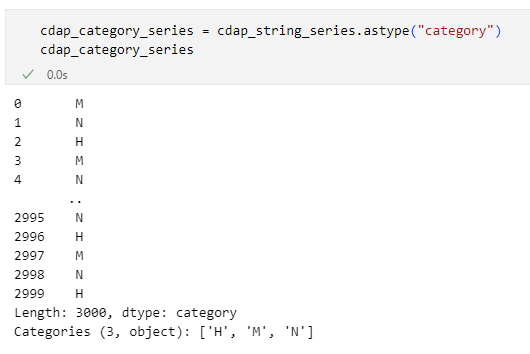 cdap_category_series = cdap_string_series.astype("category")
cdap_category_series
✓ 0.0s
0       M
1       N
2       H
3       M
4       N
       ..
2995    N
2996    H
2997    M
2998    N
2999    H
Length: 3000, dtype: category
Categories (3, object): ['H', 'M', 'N']